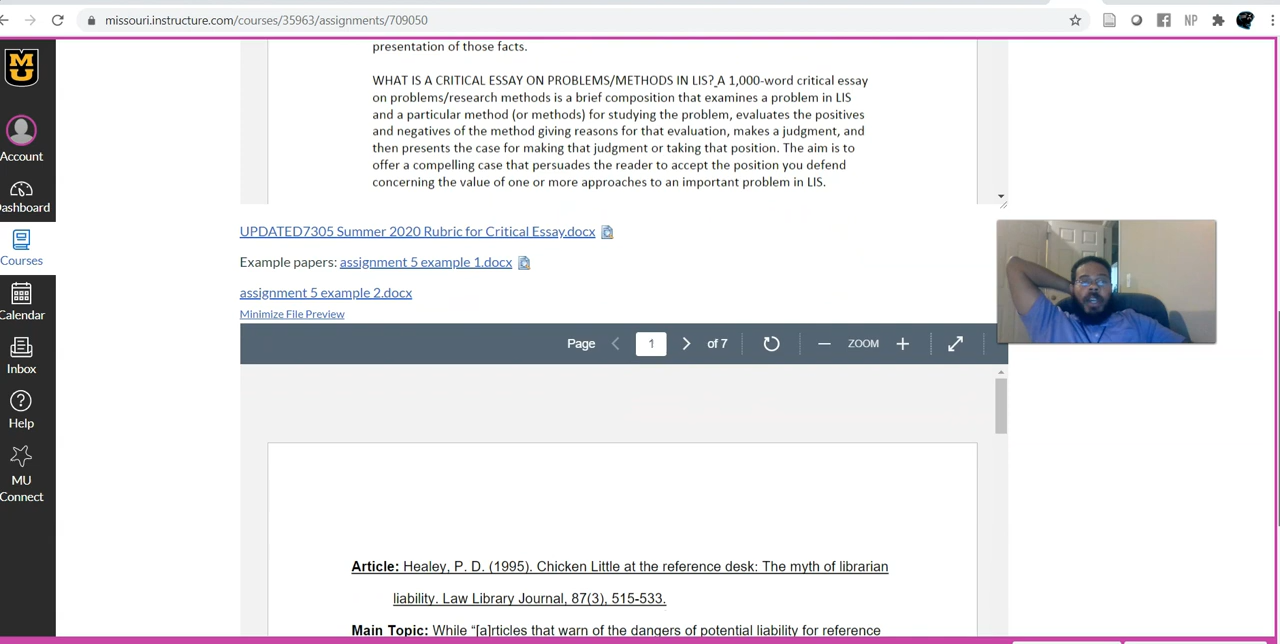 missouri.instructure.com/courses/35963/assignments/709050
NP
MU
Account
Dashboard
Courses
Calendar
Inbox
Help
MU
Connect
presentation of those facts.
WHAT IS A CRITICAL ESSAY ON PROBLEMS/METHODS IN LIS? A 1,000-word critical essay
on problems/research methods is a brief composition that examines a problem in LIS
and a particular method (or methods) for studying the problem, evaluates the positives
and negatives of the method giving reasons for that evaluation, makes a judgment, and
then presents the case for making that judgment or taking that position. The aim is to
offer a compelling case that persuades the reader to accept the position you defend
concerning the value of one or more approaches to an important problem in LIS.
UPDATED7305 Summer 2020 Rubric for Critical Essay.docx
Example papers: assignment 5 example 1.docx
assignment 5 example 2.docx
Minimize File Preview
Page 1 of 7 ZOOM
Article: Healey, P. D. (1995). Chicken Little at the reference desk: The myth of librarian
liability. Law Library Journal, 87(3), 515-533.
Main Topic: While “[a]rticles that warn of the dangers of potential liability for reference